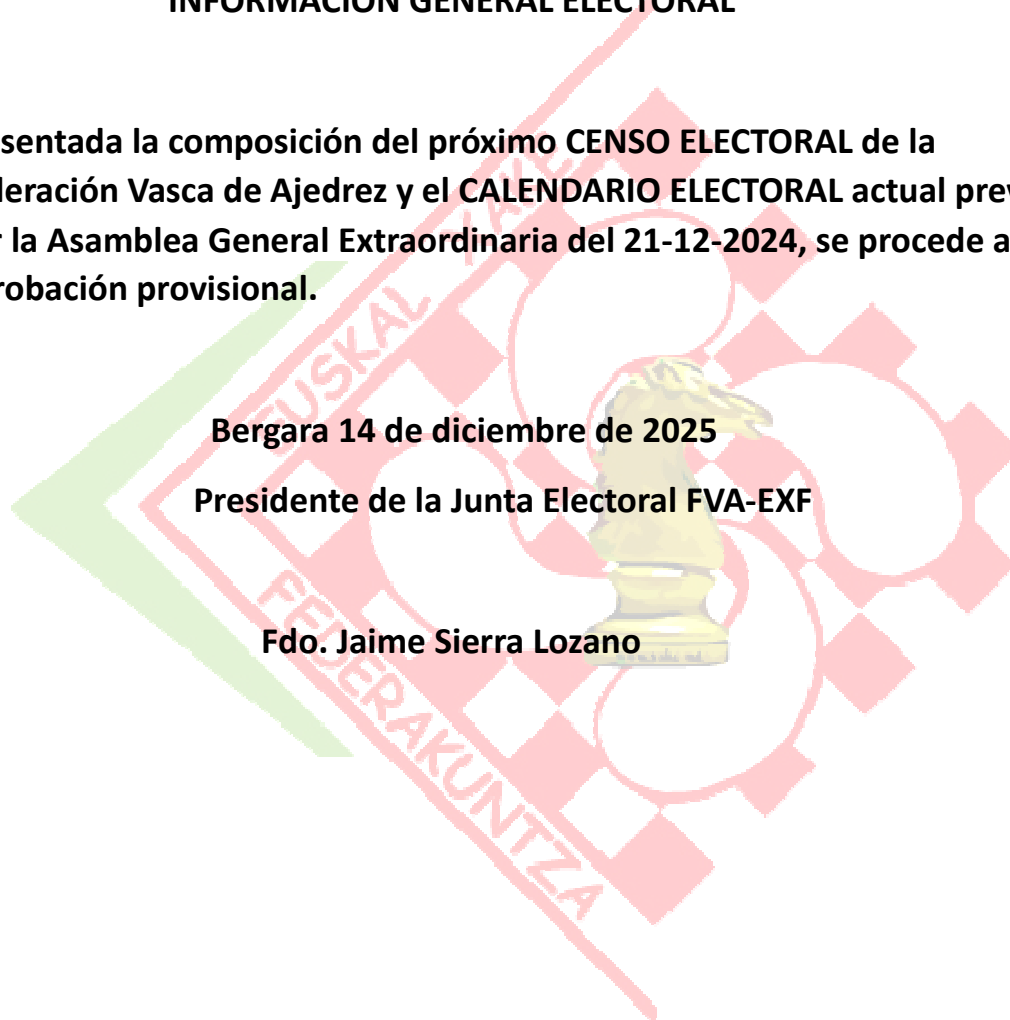 INFORMACIÓN GENERAL ELECTORAL
sentada la composición del próximo CENSO ELECTORAL de la
deración Vasca de Ajedrez y el CALENDARIO ELECTORAL actual prev
r la Asamblea General Extraordinaria del 21-12-2024, se procede a
robación provisional.
Bergara 14 de diciembre de 2025
Presidente de la Junta Electoral FVA-EXF
Fdo. Jaime Sierra Lozano
EUSKAL XAKE
FEDERAKUNTZA